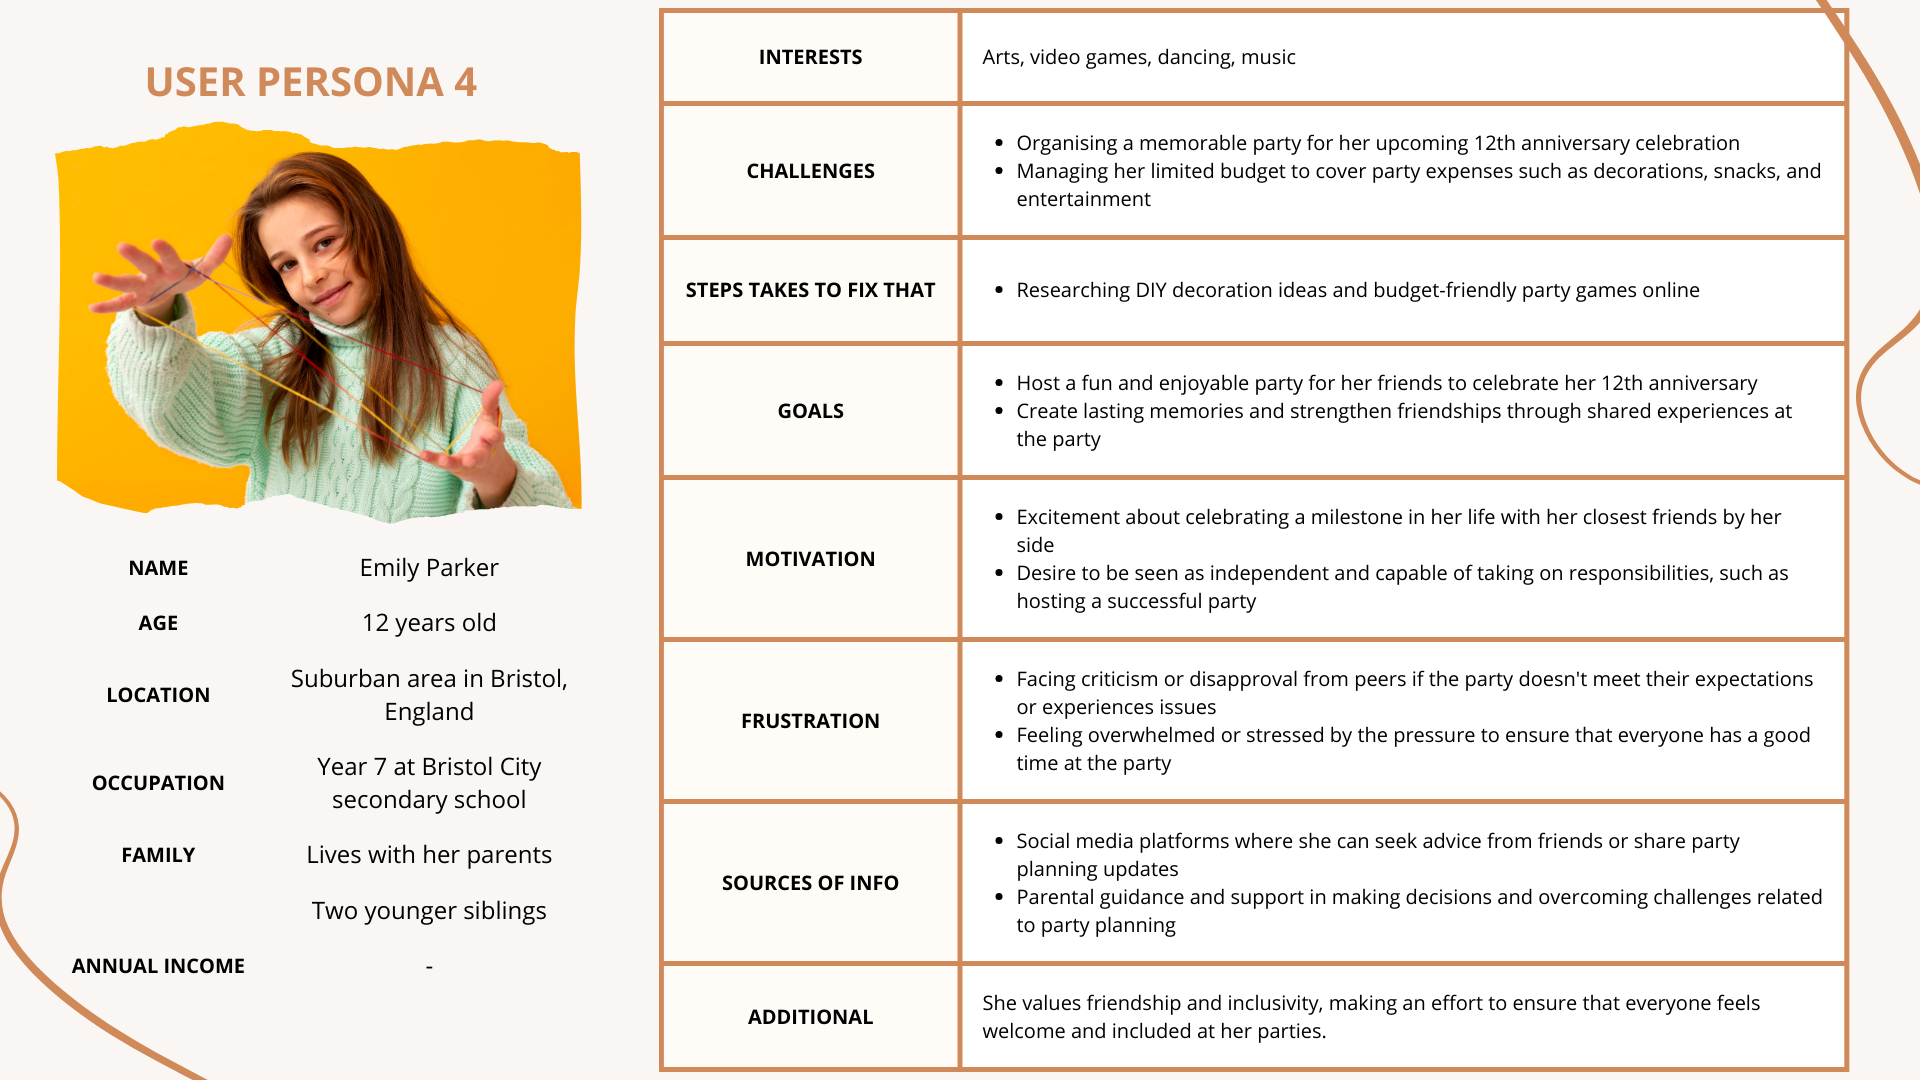 USER PERSONA 4
NAME Emily Parker
AGE 12 years old
LOCATION Suburban area in Bristol,
England
OCCUPATION Year 7 at Bristol City
secondary school
FAMILY Lives with her parents
Two younger siblings
ANNUAL INCOME -
INTERESTS Arts, video games, dancing, music
CHALLENGES
• Organising a memorable party for her upcoming 12th anniversary celebration
• Managing her limited budget to cover party expenses such as decorations, snacks, and
entertainment
STEPS TAKES TO FIX THAT
• Researching DIY decoration ideas and budget-friendly party games online
GOALS
• Host a fun and enjoyable party for her friends to celebrate her 12th anniversary
• Create lasting memories and strengthen friendships through shared experiences at
the party
MOTIVATION
• Excitement about celebrating a milestone in her life with her closest friends by her
side
• Desire to be seen as independent and capable of taking on responsibilities, such as
hosting a successful party
FRUSTRATION
• Facing criticism or disapproval from peers if the party doesn't meet their expectations
or experiences issues
• Feeling overwhelmed or stressed by the pressure to ensure that everyone has a good
time at the party
SOURCES OF INFO
• Social media platforms where she can seek advice from friends or share party
planning updates
• Parental guidance and support in making decisions and overcoming challenges related
to party planning
ADDITIONAL
She values friendship and inclusivity, making an effort to ensure that everyone feels
welcome and included at her parties.